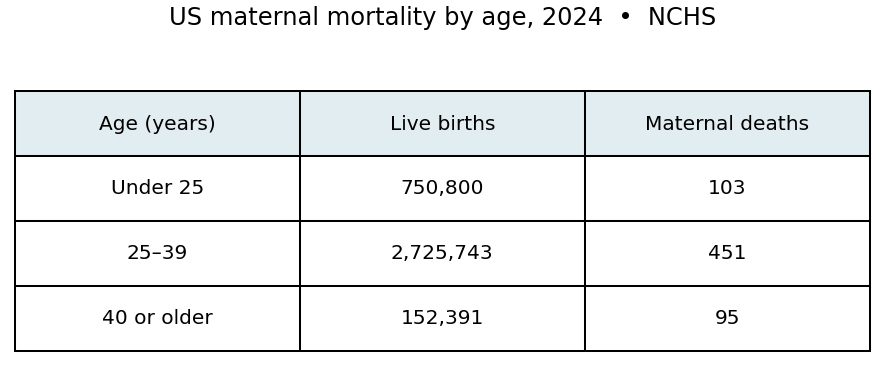 US maternal mortality by age, 2024 • NCHS
Age (years) Live births Maternal deaths
Under 25 750,800 103
25–39 2,725,743 451
40 or older 152,391 95